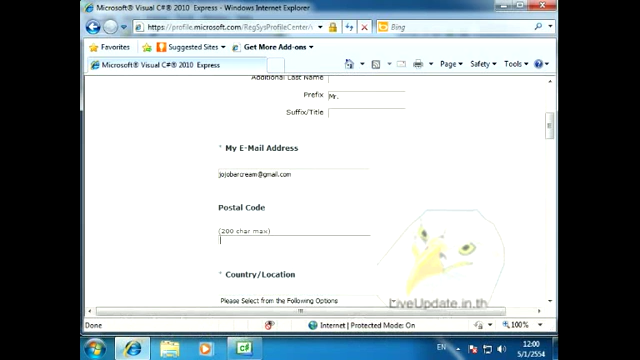 Microsoft® Visual C#® 2010 Express - Windows Internet Explorer
https://profile.microsoft.com/RegSysProfileCenter/
Bing
Favorites Suggested Sites Get More Add-ons
Microsoft® Visual C#® 2010 Express
Page Safety Tools
Additional Last Name
Prefix Mr.
Suffix/Title
* My E-Mail Address
jojobarcream@gmail.com
Postal Code
(200 char max)
* Country/Location
Please Select from the Following Options
LiveUpdate.in.th
Done Internet | Protected Mode: On 100%
EN 12:00
5/1/2554